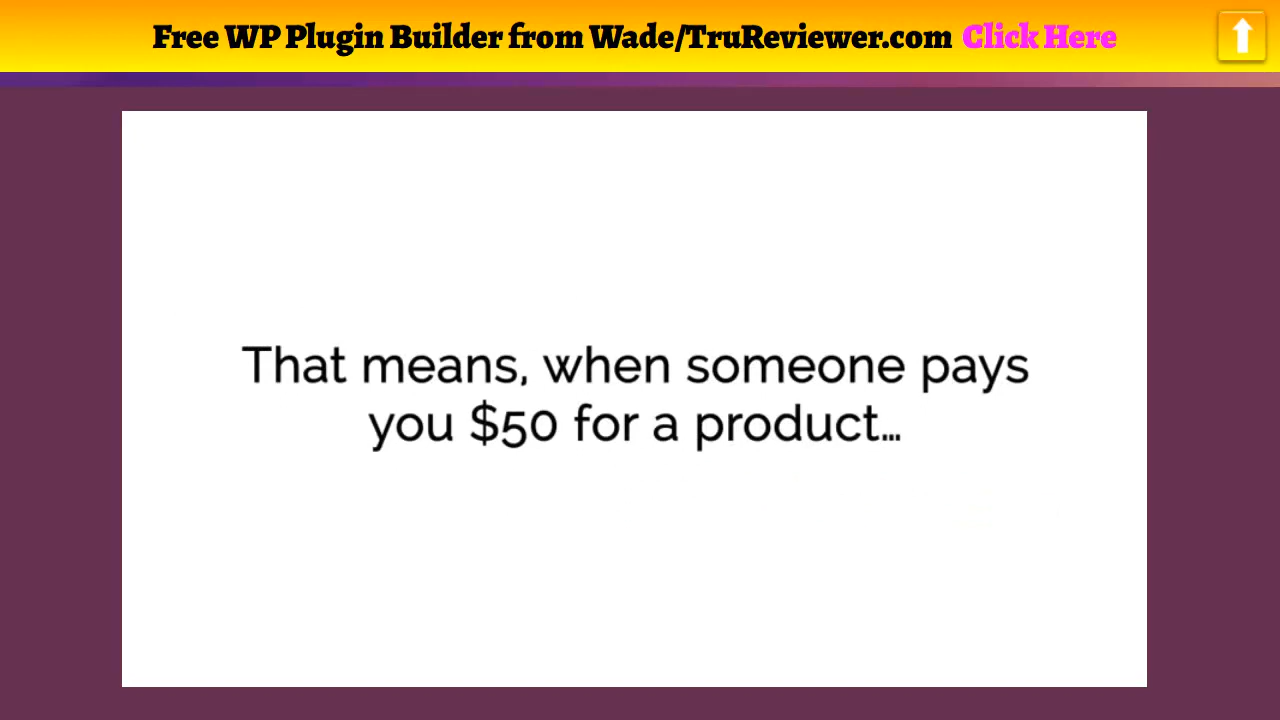 Free WP Plugin Builder from Wade/TruReviewer.com Click Here
That means, when someone pays
you $50 for a product...